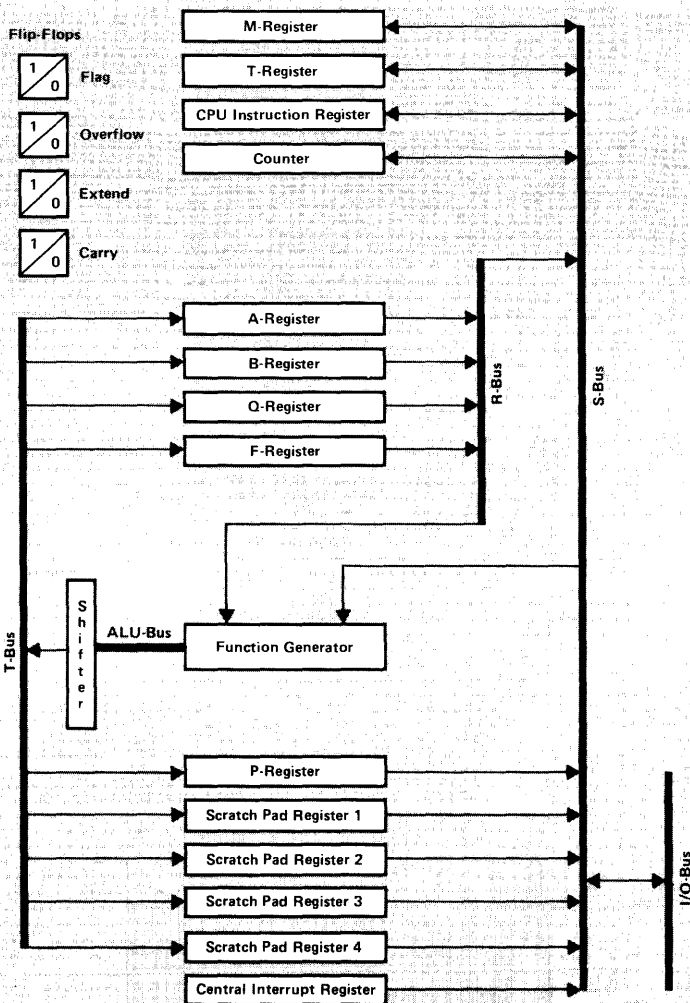 Flip-Flops
1
0
Flag
1
0
Overflow
1
0
Extend
1
0
Carry
M-Register
T-Register
CPU Instruction Register
Counter
A-Register
B-Register
Q-Register
F-Register
R-Bus
S-Bus
T-Bus
Shifter
ALU-Bus
Function Generator
P-Register
Scratch Pad Register 1
Scratch Pad Register 2
Scratch Pad Register 3
Scratch Pad Register 4
Central Interrupt Register
I/O-Bus